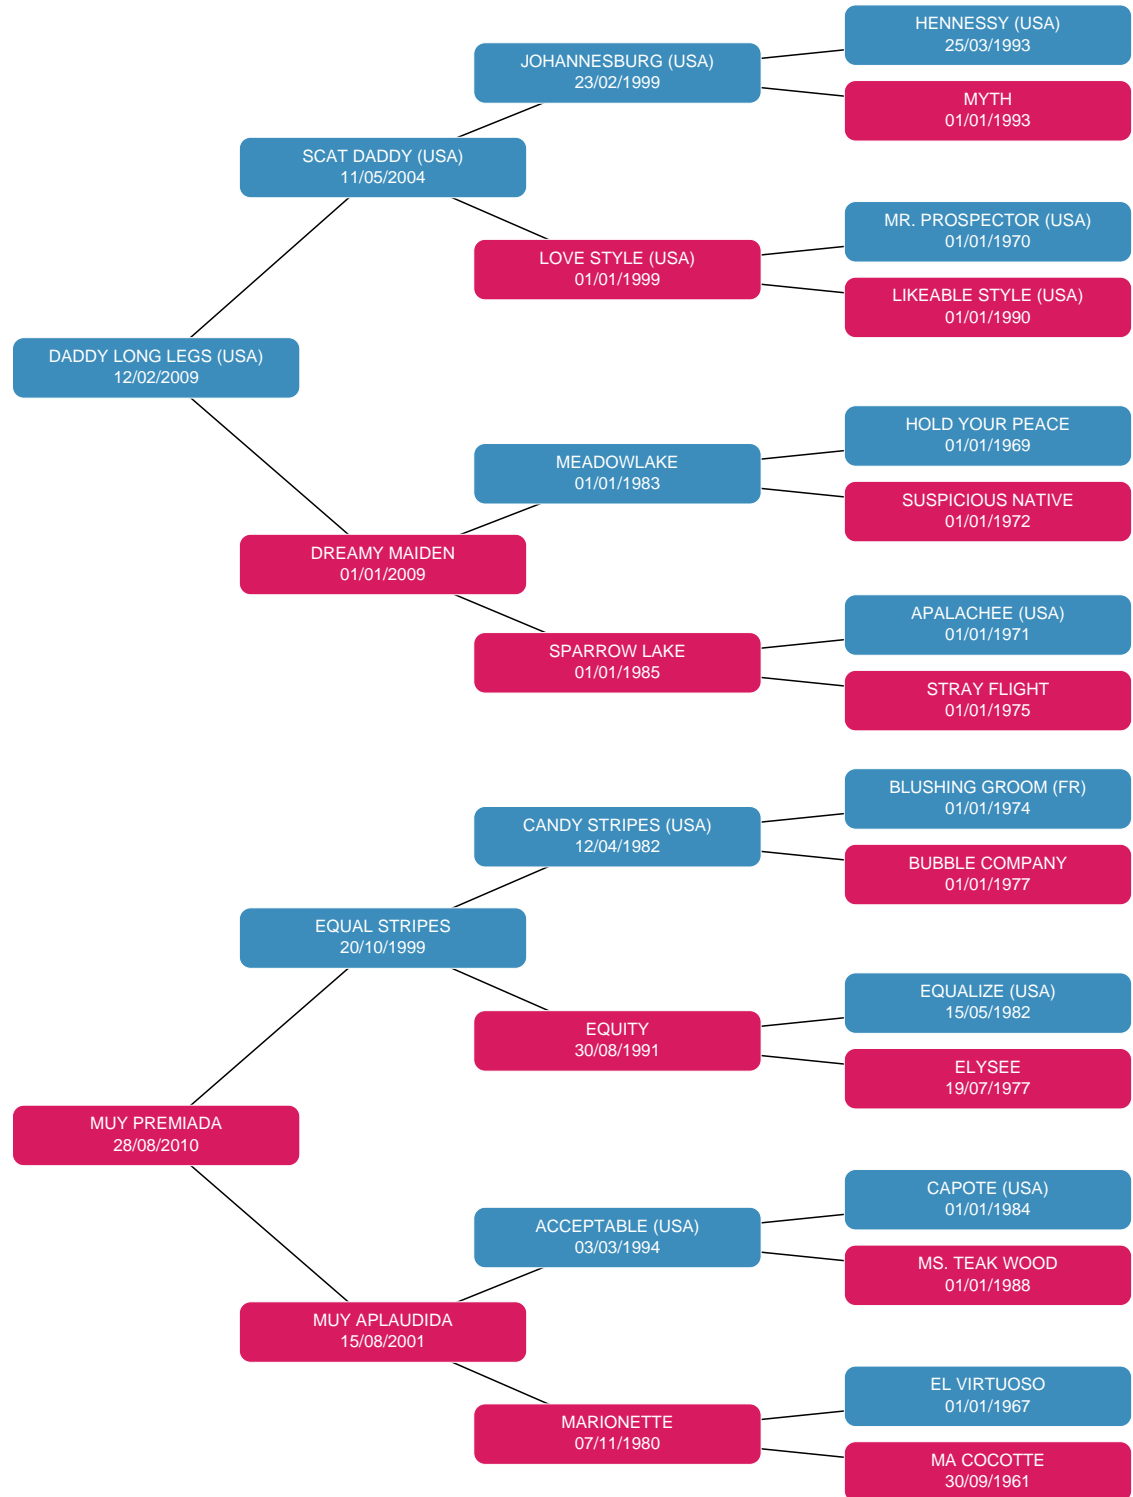 HENNESSY (USA)
25/03/1993
JOHANNESBURG (USA)
23/02/1999
MYTH
01/01/1993
SCAT DADDY (USA)
11/05/2004
MR. PROSPECTOR (USA)
01/01/1970
LOVE STYLE (USA)
01/01/1999
LIKEABLE STYLE (USA)
01/01/1990
DADDY LONG LEGS (USA)
12/02/2009
HOLD YOUR PEACE
01/01/1969
MEADOWLAKE
01/01/1983
SUSPICIOUS NATIVE
01/01/1972
DREAMY MAIDEN
01/01/2009
APALACHEE (USA)
01/01/1971
SPARROW LAKE
01/01/1985
STRAY FLIGHT
01/01/1975
BLUSHING GROOM (FR)
01/01/1974
CANDY STRIPES (USA)
12/04/1982
BUBBLE COMPANY
01/01/1977
EQUAL STRIPES
20/10/1999
EQUALIZE (USA)
15/05/1982
EQUITY
30/08/1991
ELYSEE
19/07/1977
MUY PREMIADA
28/08/2010
CAPOTE (USA)
01/01/1984
ACCEPTABLE (USA)
03/03/1994
MS. TEAK WOOD
01/01/1988
MUY APLAUDIDA
15/08/2001
EL VIRTUOSO
01/01/1967
MARIONETTE
07/11/1980
MA COCOTTE
30/09/1961